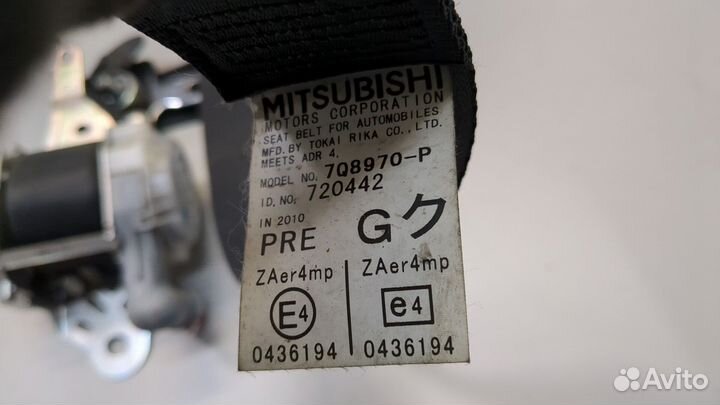 MITSUBISHI
MOTORS CORPORATION
SEAT BELT FOR AUTOMOBILES
MFD. BY TOKAI RIKA CO., LTD.
MEETS ADR 4.
MODEL NO. 7Q8970-P
I.D. NO. 720442
IN 2010
PRE Gク
ZAer4mp ZAer4mp
E4 e4
0436194 0436194
Avito